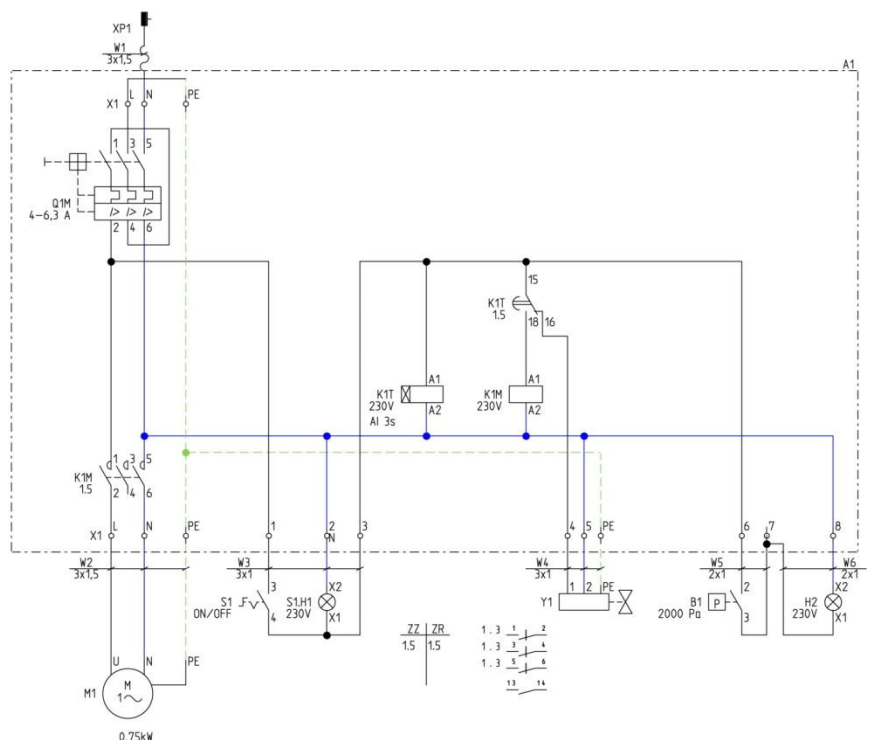 XP1
W1
3x1,5
A1
X1 L N PE
1 3 5
Q1M
4-6,3 A
I> I> I>
2 4 6
15
K1T
1.5
18 16
K1T
230V
AI 3s
A1
A2
K1M
230V
A1
A2
K1M
1.5
1 3 5
2 4 6
X1 L N PE 1 2 3 4 5 PE 6 7 8
N
W2
3x1,5
W3
3x1
W4
3x1
W5
2x1
W6
2x1
S1
ON/OFF
3
4
S1.H1
230V
X2
X1
Y1
1 2 PE
B1
2000 Pa
P
2
3
H2
230V
X2
X1
ZZ ZR
1.5 1.5
1.3 1 2
1.3 3 4
1.3 5 6
13 14
U N PE
M1
M
1~
0,75kW